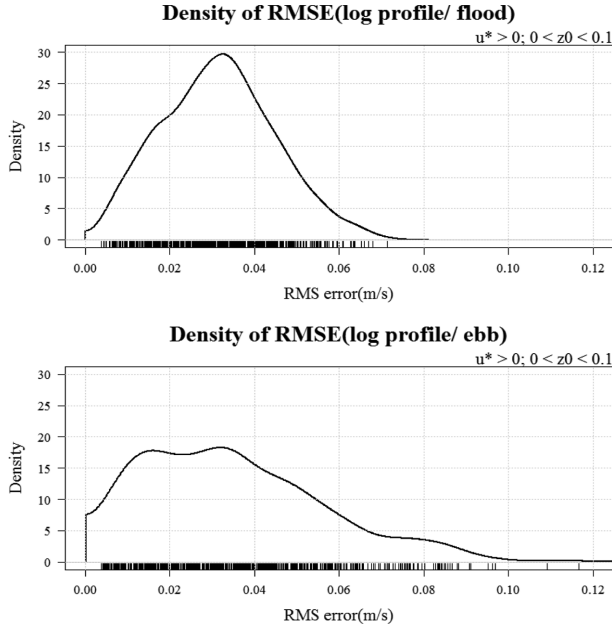 Density of RMSE(log profile/ flood)
u* > 0; 0 < z0 < 0.1
30
25
20
15
10
5
0
Density
0.00 0.02 0.04 0.06 0.08 0.10 0.12
RMS error(m/s)
Density of RMSE(log profile/ ebb)
u* > 0; 0 < z0 < 0.1
30
25
20
15
10
5
0
Density
0.00 0.02 0.04 0.06 0.08 0.10 0.12
RMS error(m/s)